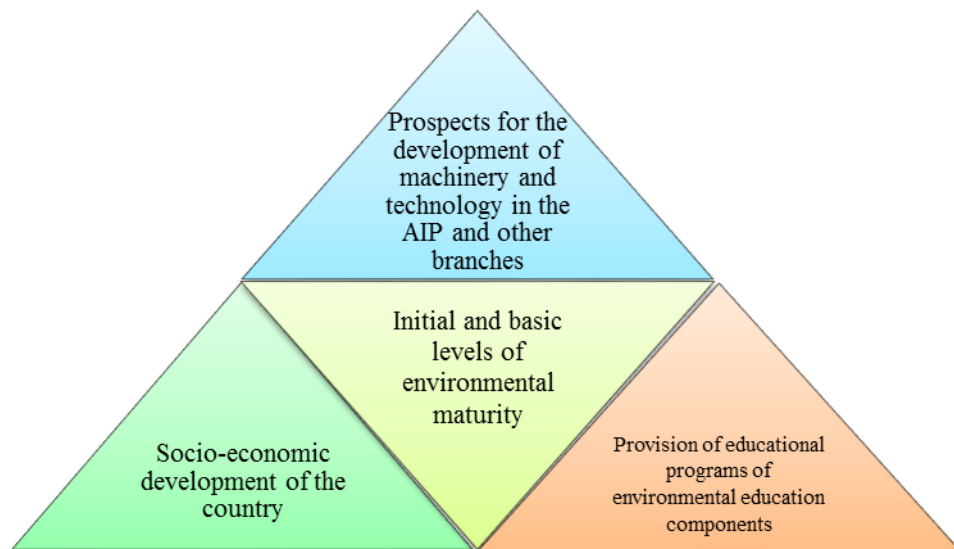 Prospects for the
development of
machinery and
technology in the
AIP and other
branches
Initial and basic
levels of
environmental
maturity
Socio-economic
development of the
country
Provision of educational
programs of
environmental education
components